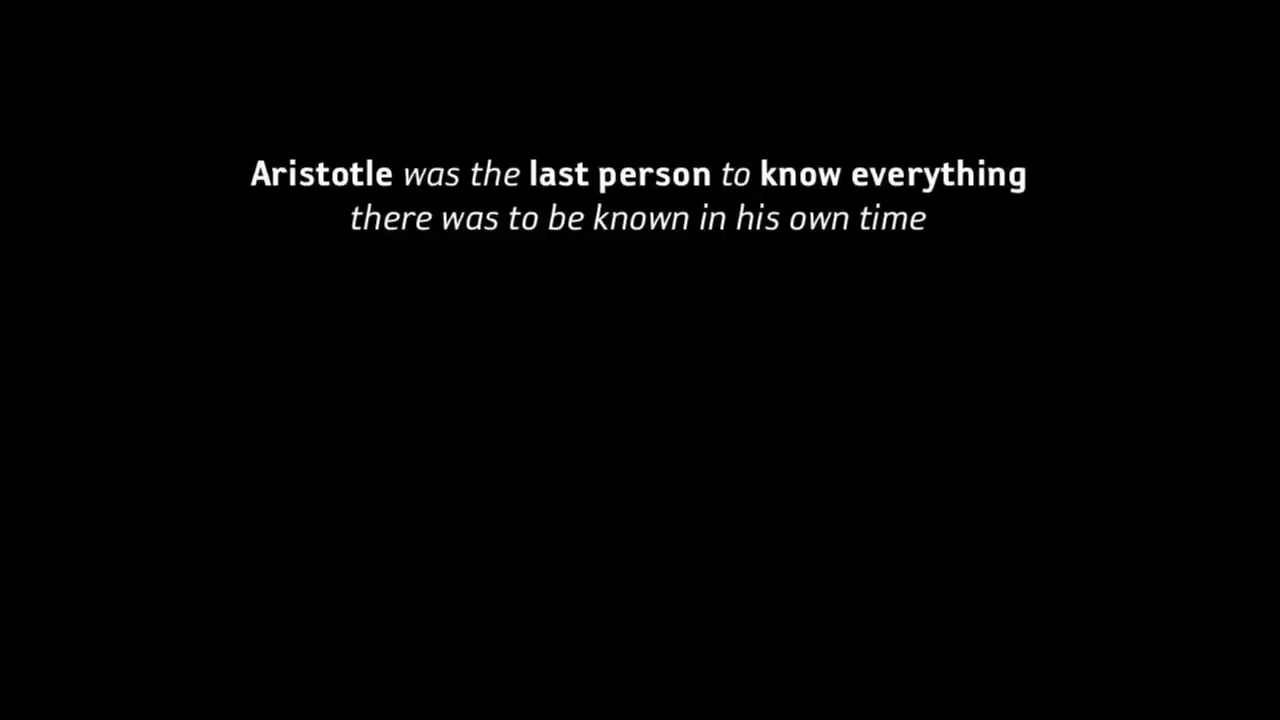 Aristotle was the last person to know everything
there was to be known in his own time